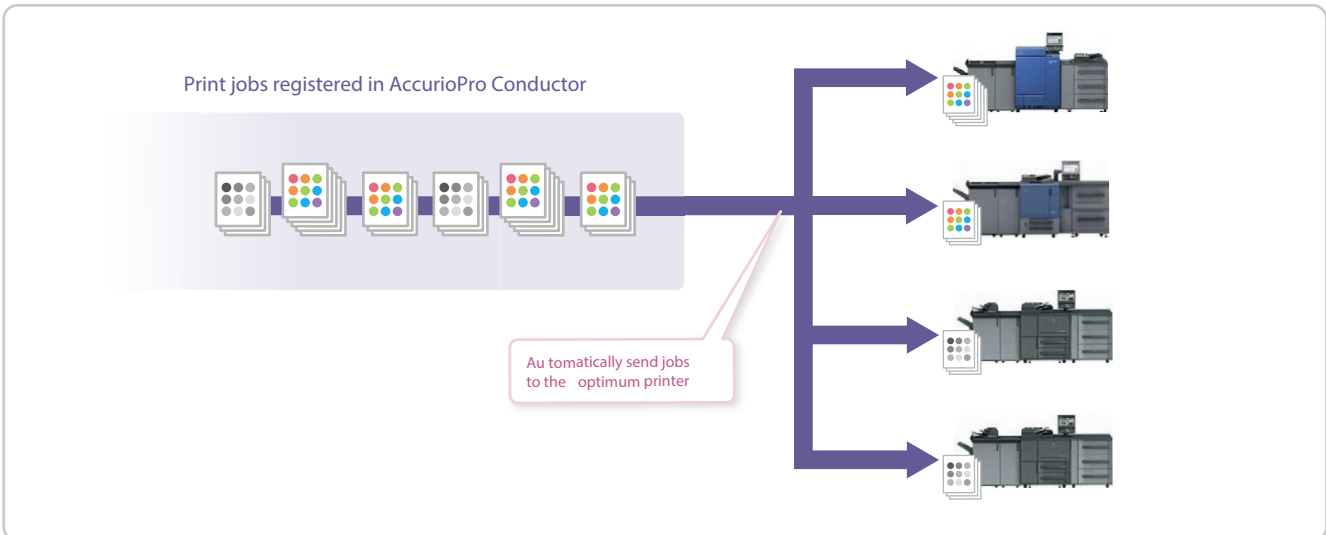 Print jobs registered in AccurioPro Conductor
Au tomatically send jobs
to the optimum printer